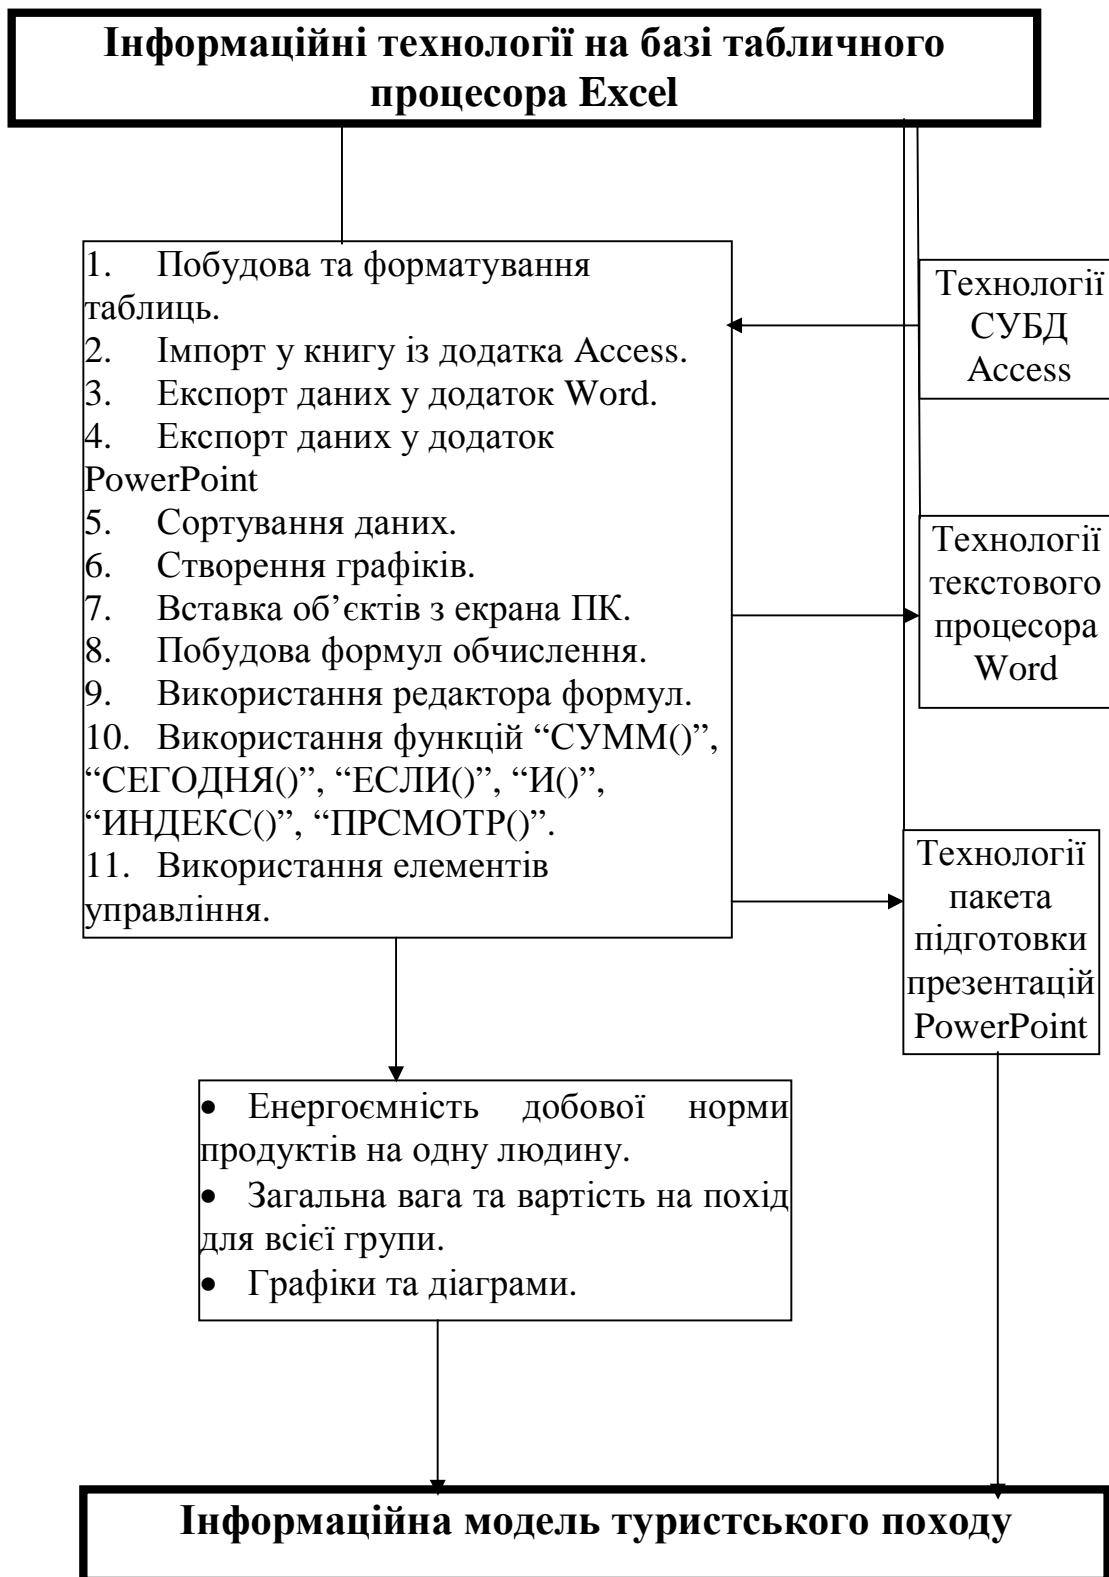 Інформаційні технології на базі табличного
процесора Excel
1. Побудова та форматування
таблиць.
2. Імпорт у книгу із додатка Access.
3. Експорт даних у додаток Word.
4. Експорт даних у додаток
PowerPoint
5. Сортування даних.
6. Створення графіків.
7. Вставка об’єктів з екрана ПК.
8. Побудова формул обчислення.
9. Використання редактора формул.
10. Використання функцій “СУММ()”,
“СЕГОДНЯ()”, “ЕСЛИ()”, “И()”,
“ИНДЕКС()”, “ПРСМОТР()”.
11. Використання елементів
управління.
Технології
СУБД
Access
Технології
текстового
процесора
Word
Технології
пакета
підготовки
презентацій
PowerPoint
• Енергоємність добової норми
продуктів на одну людину.
• Загальна вага та вартість на похід
для всієї групи.
• Графіки та діаграми.
Інформаційна модель туристського походу